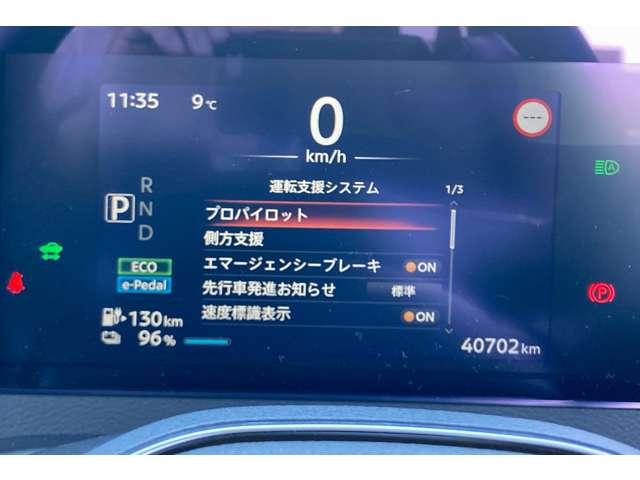 11:35 9℃
0
km/h
---
運転支援システム 1/3
R
N
D
P
プロパイロット
側方支援
エマージェンシーブレーキ ON
先行車発進お知らせ 標準
速度標識表示 ON
ECO
e-Pedal
130km
96%
40702km
A
P